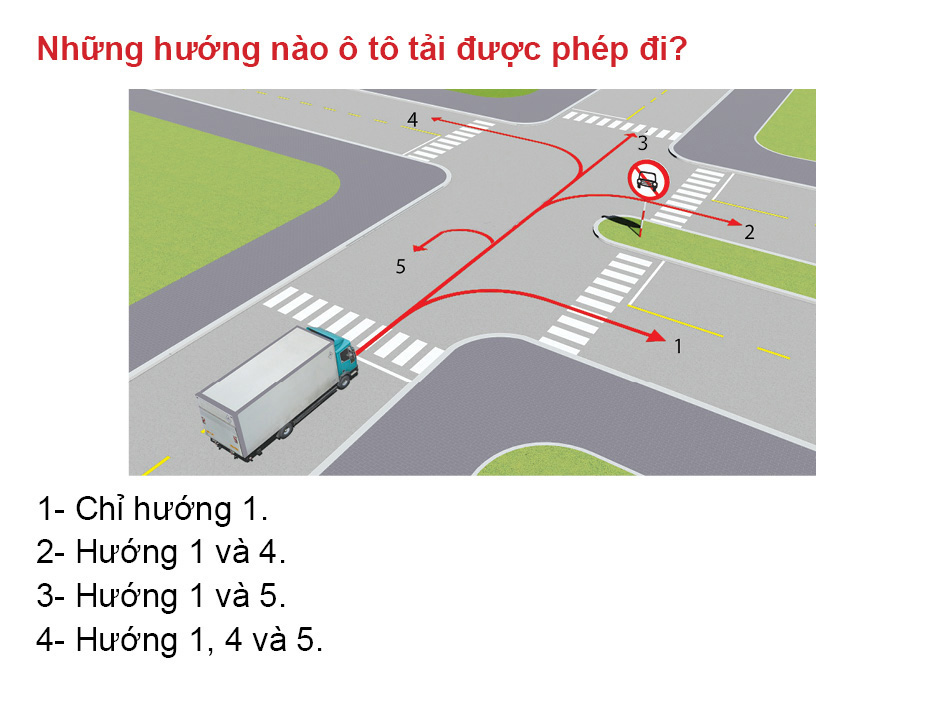 Những hướng nào ô tô tải được phép đi?
4
3
2
5
1
1- Chỉ hướng 1.
2- Hướng 1 và 4.
3- Hướng 1 và 5.
4- Hướng 1, 4 và 5.